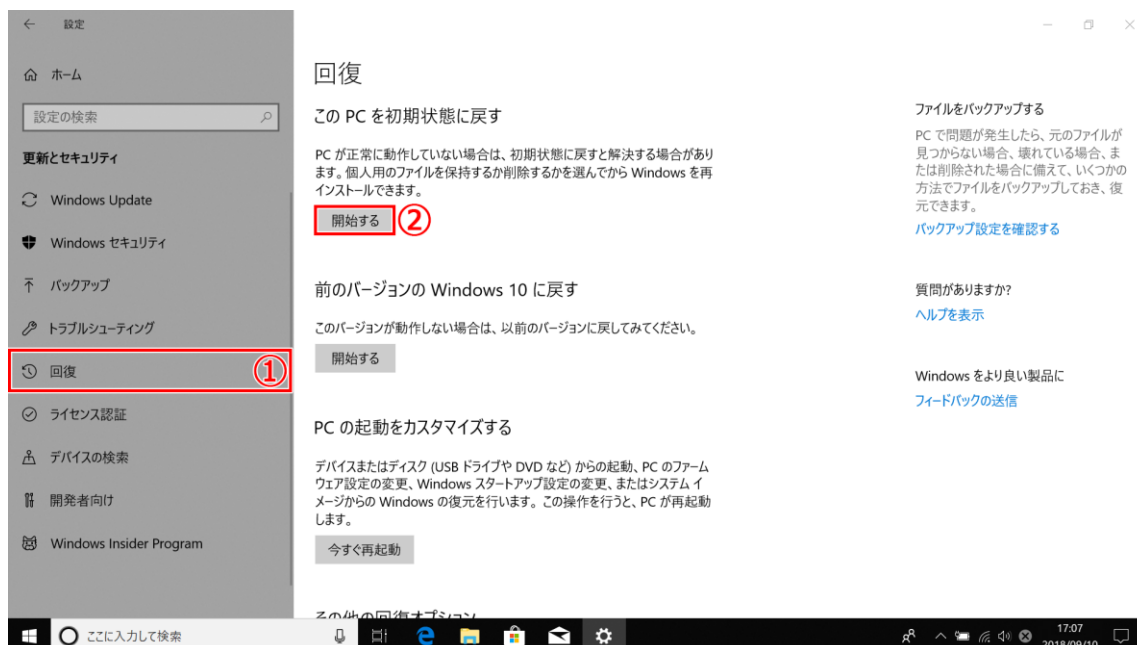 設定
ホーム
設定の検索
更新とセキュリティ
Windows Update
Windows セキュリティ
バックアップ
トラブルシューティング
回復
①
ライセンス認証
デバイスの検索
開発者向け
Windows Insider Program
回復
この PC を初期状態に戻す
PC が正常に動作していない場合は、初期状態に戻すと解決する場合があり
ます。個人用のファイルを保持するか削除するかを選んでから Windows を再
インストールできます。
開始する
②
前のバージョンの Windows 10 に戻す
このバージョンが動作しない場合は、以前のバージョンに戻してみてください。
開始する
PC の起動をカスタマイズする
デバイスまたはディスク (USB ドライブや DVD など) からの起動、PC のファーム
ウェア設定の変更、Windows スタートアップ設定の変更、またはシステム イ
メージからの Windows の復元を行います。この操作を行うと、PC が再起動
します。
今すぐ再起動
その他の回復オプション
ファイルをバックアップする
PC で問題が発生したら、元のファイルが
見つからない場合、壊れている場合、ま
たは削除された場合に備えて、いくつかの
方法でファイルをバックアップしておき、復
元できます。
バックアップ設定を確認する
質問がありますか?
ヘルプを表示
Windows をより良い製品に
フィードバックの送信
ここに入力して検索
17:07
2018/09/10